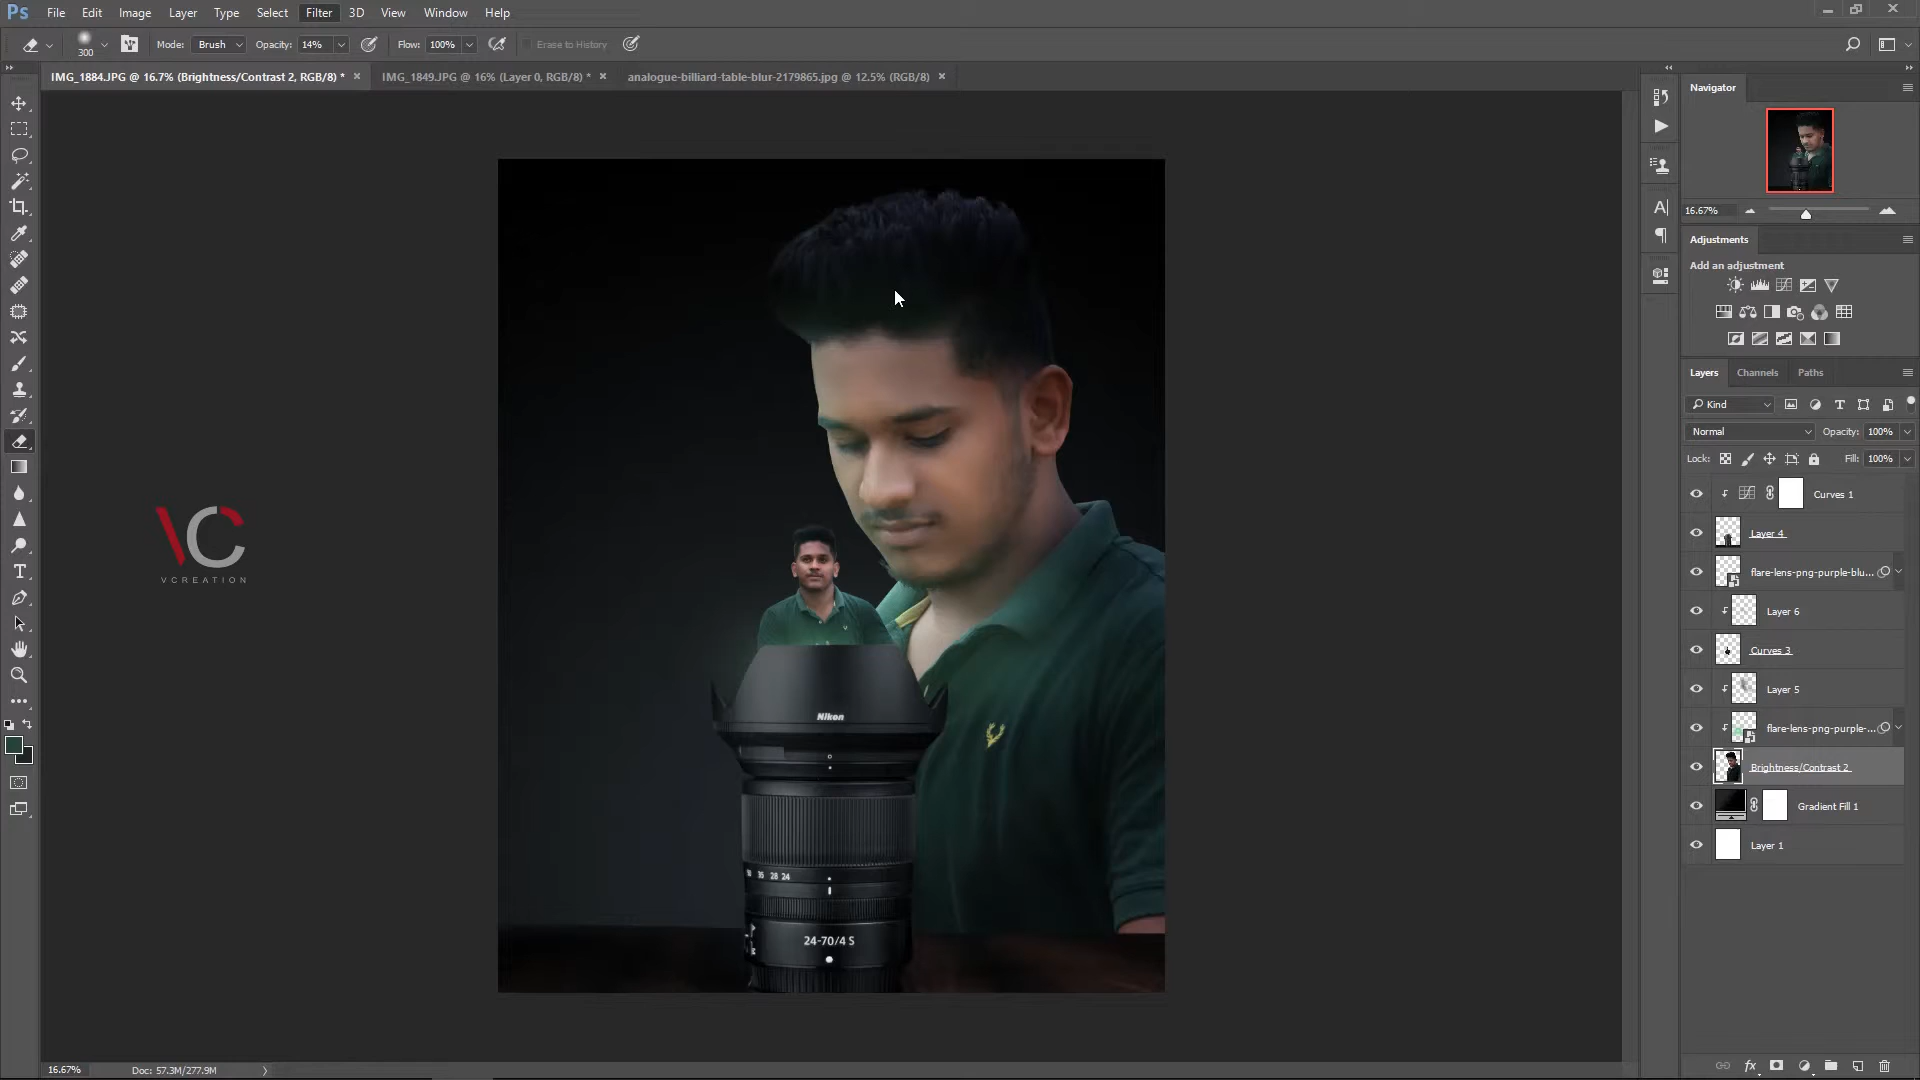 Ps File Edit Image Layer Type Select Filter 3D View Window Help
300 Mode: Brush Opacity: 14% Flow: 100% Erase to History
IMG_1884.JPG @ 16.7% (Brightness/Contrast 2, RGB/8) * IMG_1849.JPG @ 16% (Layer 0, RGB/8) * analogue-billiard-table-blur-2179865.jpg @ 12.5% (RGB/8)
Navigator
16.67%
Adjustments
Add an adjustment
Layers Channels Paths
Kind
Normal Opacity: 100%
Lock: Fill: 100%
Curves 1
Layer 4
flare-lens-png-purple-blu...
Layer 6
Curves 3
Layer 5
flare-lens-png-purple-...
Brightness/Contrast 2
Gradient Fill 1
Layer 1
VC
VCREATION
Nikon
35 28 24
24-70/4 S
16.67% Doc: 57.3M/277.9M